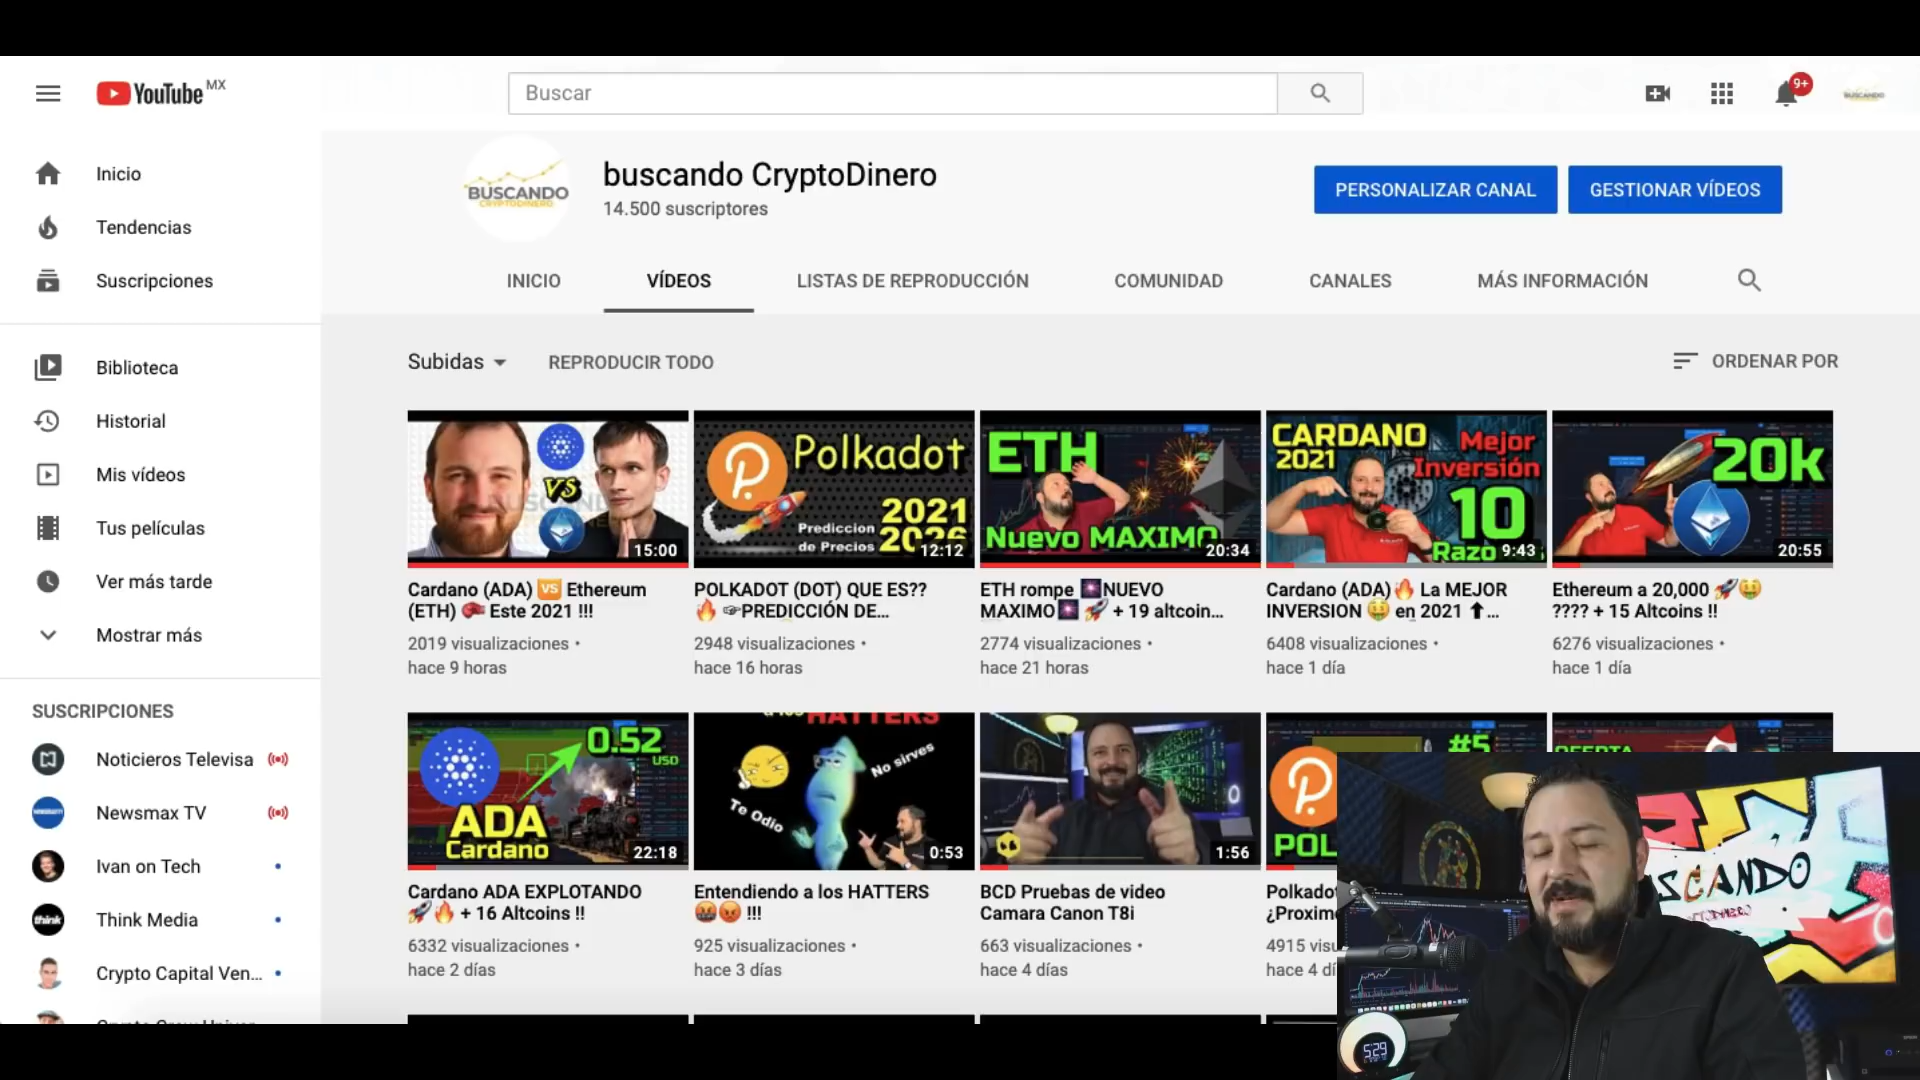 YouTube MX
Buscar
9+
BUSCANDO
Inicio
Tendencias
Suscripciones
Biblioteca
Historial
Mis vídeos
Tus películas
Ver más tarde
Mostrar más
SUSCRIPCIONES
Noticieros Televisa
Newsmax TV
Ivan on Tech
think
Think Media
Crypto Capital Ven...
BUSCANDO
CRYPTODINERO
buscando CryptoDinero
14.500 suscriptores
PERSONALIZAR CANAL
GESTIONAR VÍDEOS
INICIO
VÍDEOS
LISTAS DE REPRODUCCIÓN
COMUNIDAD
CANALES
MÁS INFORMACIÓN
Subidas
REPRODUCIR TODO
ORDENAR POR
VS
15:00
Cardano (ADA) 🆚 Ethereum
(ETH) 🥊 Este 2021 !!!
2019 visualizaciones •
hace 9 horas
Polkadot
Prediccion 2021
de Precios 2026
12:12
POLKADOT (DOT) QUE ES??
🔥 👉PREDICCIÓN DE...
2948 visualizaciones •
hace 16 horas
ETH
Nuevo MAXIMO
20:34
ETH rompe 🎆NUEVO
MAXIMO🎆 🚀 + 19 altcoin...
2774 visualizaciones •
hace 21 horas
CARDANO
2021
Mejor
Inversión
10
Razo
9:43
Cardano (ADA)🔥 La MEJOR
INVERSION 🤑 en 2021 ⬆...
6408 visualizaciones •
hace 1 día
20k
20:55
Ethereum a 20,000 🚀🤑
???? + 15 Altcoins !!
6276 visualizaciones •
hace 1 día
0.52
USD
ADA
Cardano
22:18
Cardano ADA EXPLOTANDO
🚀🔥 + 16 Altcoins !!
6332 visualizaciones •
hace 2 días
a los HATTERS
No sirves
Te Odio
0:53
Entendiendo a los HATTERS
🤬😡 !!!
925 visualizaciones •
hace 3 días
1:56
BCD Pruebas de video
Camara Canon T8i
663 visualizaciones •
hace 4 días
#5
POL
Polkado
¿Proxim
4915 visu
hace 4 dí
OFERTA
SCANDO
5:29